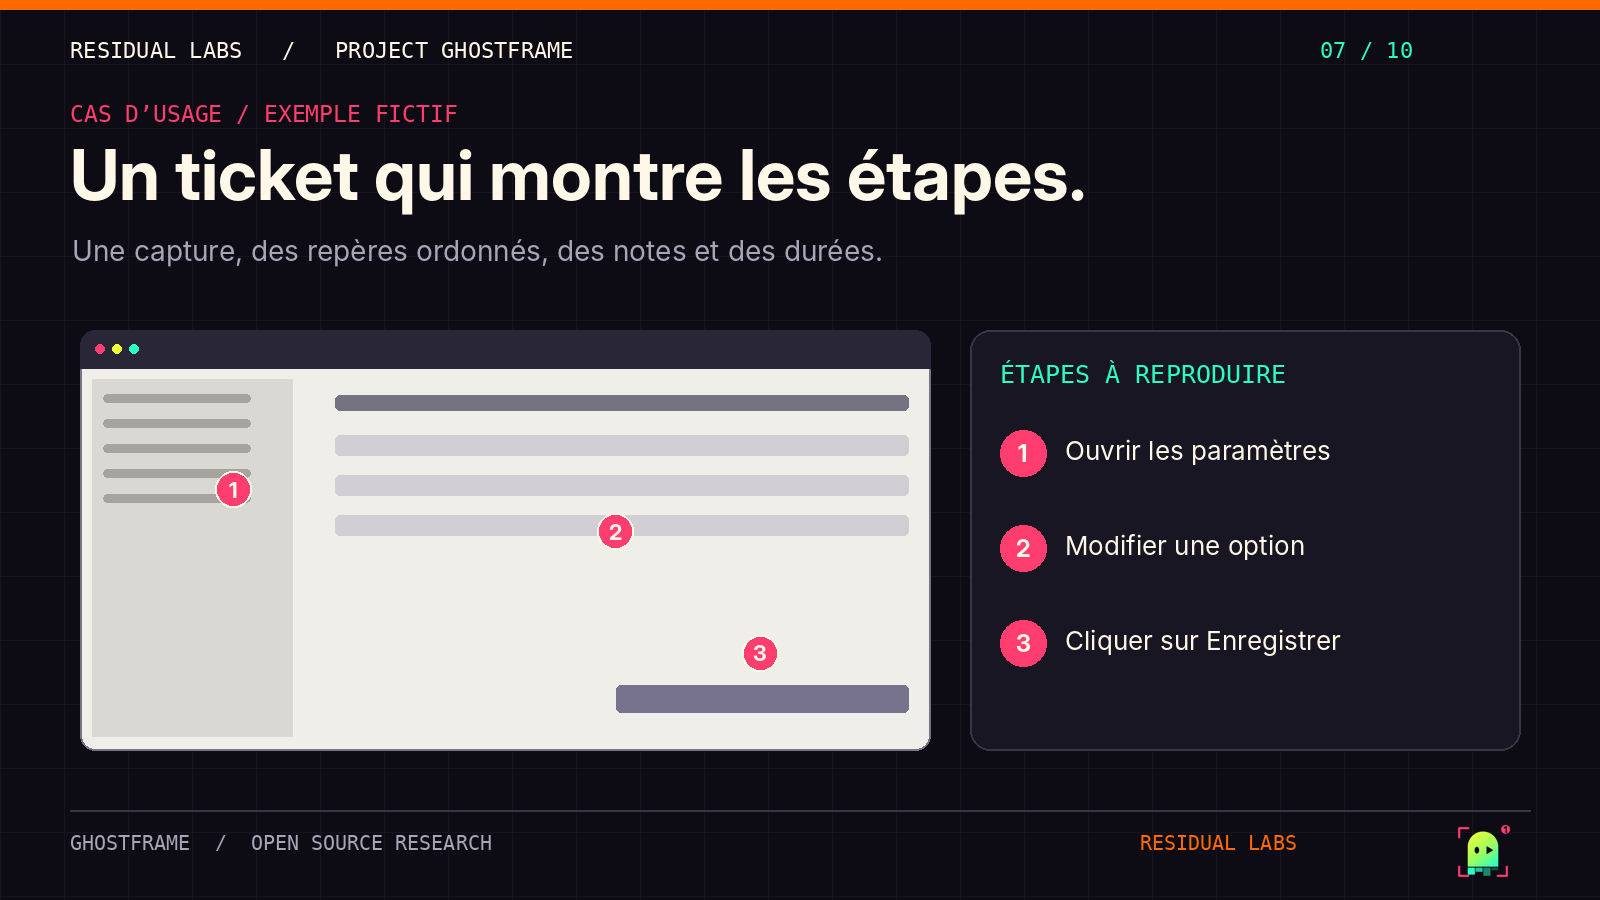 RESIDUAL LABS / PROJECT GHOSTFRAME
07 / 10
CAS D’USAGE / EXEMPLE FICTIF
Un ticket qui montre les étapes.
Une capture, des repères ordonnés, des notes et des durées.
1
2
3
ÉTAPES À REPRODUIRE
1 Ouvrir les paramètres
2 Modifier une option
3 Cliquer sur Enregistrer
GHOSTFRAME / OPEN SOURCE RESEARCH
RESIDUAL LABS
1